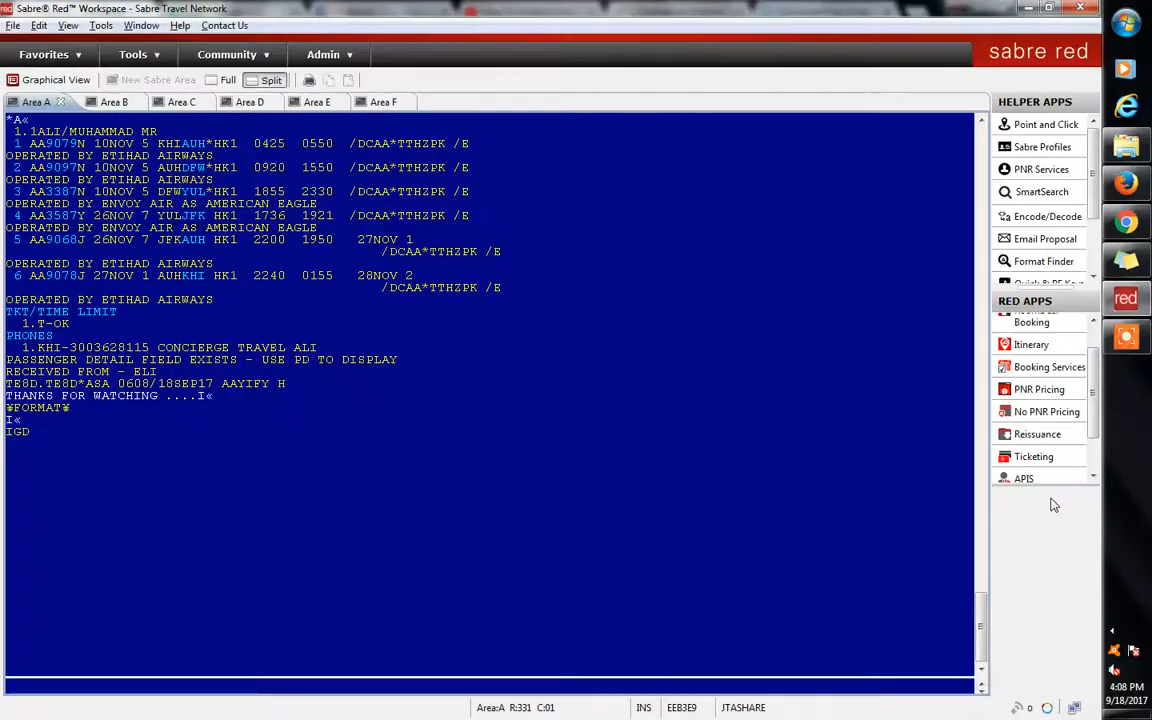 red Sabre® Red™ Workspace - Sabre Travel Network
File Edit View Tools Window Help Contact Us
Favorites ▼ Tools ▼ Community ▼ Admin ▼ sabre red
Graphical View New Sabre Area Full Split
Area A Area B Area C Area D Area E Area F
*A«
1.1ALI/MUHAMMAD MR
1 AA9079N 10NOV 5 KHIAUH*HK1 0425 0550 /DCAA*TTHZPK /E
OPERATED BY ETIHAD AIRWAYS
2 AA9097N 10NOV 5 AUHDFW*HK1 0920 1550 /DCAA*TTHZPK /E
OPERATED BY ETIHAD AIRWAYS
3 AA3387N 10NOV 5 DFWYUL*HK1 1855 2330 /DCAA*TTHZPK /E
OPERATED BY ENVOY AIR AS AMERICAN EAGLE
4 AA3587Y 26NOV 7 YULJFK HK1 1736 1921 /DCAA*TTHZPK /E
OPERATED BY ENVOY AIR AS AMERICAN EAGLE
5 AA9068J 26NOV 7 JFKAUH HK1 2200 1950 27NOV 1
/DCAA*TTHZPK /E
OPERATED BY ETIHAD AIRWAYS
6 AA9078J 27NOV 1 AUHKHI HK1 2240 0155 28NOV 2
/DCAA*TTHZPK /E
OPERATED BY ETIHAD AIRWAYS
TKT/TIME LIMIT
1.T-OK
PHONES
1.KHI-3003628115 CONCIERGE TRAVEL ALI
PASSENGER DETAIL FIELD EXISTS - USE PD TO DISPLAY
RECEIVED FROM - ELI
TE8D.TE8D*ASA 0608/18SEP17 AAYIFY H
THANKS FOR WATCHING ....I«
¥FORMAT¥
I«
IGD
HELPER APPS
Point and Click
Sabre Profiles
PNR Services
SmartSearch
Encode/Decode
Email Proposal
Format Finder
RED APPS
Booking
Itinerary
Booking Services
PNR Pricing
No PNR Pricing
Reissuance
Ticketing
APIS
red
Area:A R:331 C:01 INS EEB3E9 JTASHARE 0
4:08 PM
9/18/2017